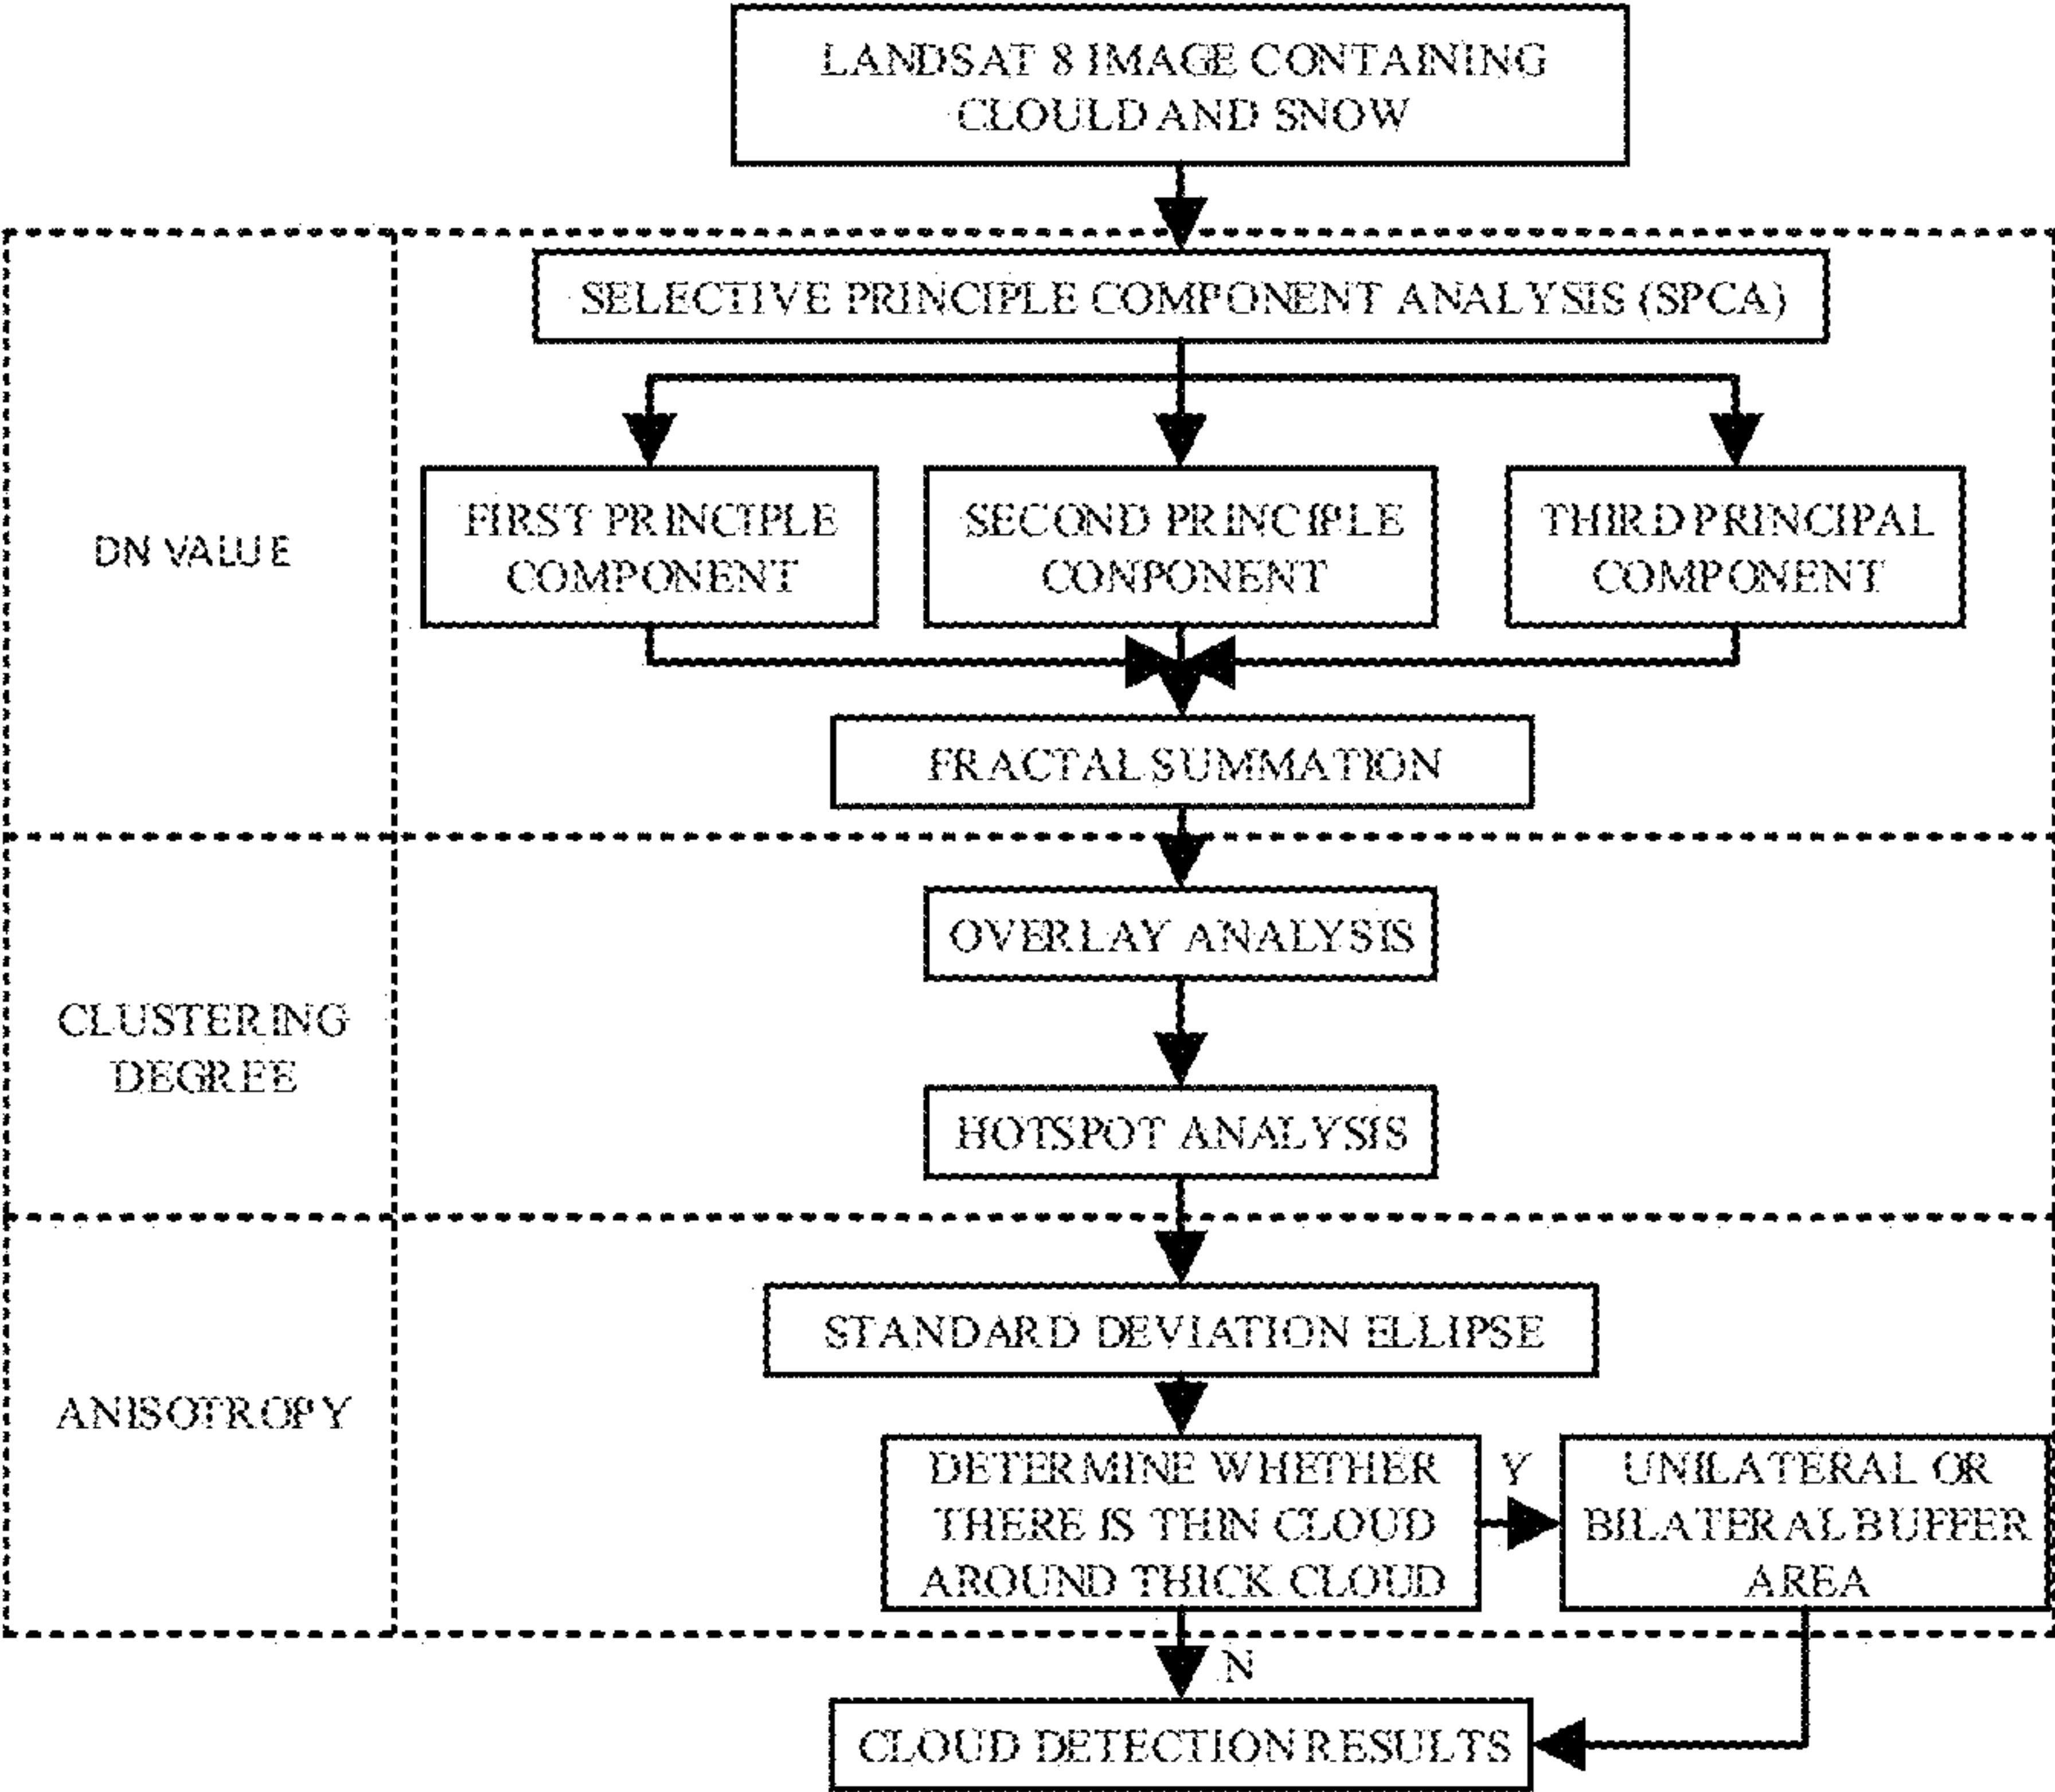 LANDSAT 8 IMAGE CONTAINING
CLOULD AND SNOW
SELECTIVE PRINCIPLE COMPONENT ANALYSIS (SPCA)
DN VALUE
FIRST PRINCIPLE
COMPONENT
SECOND PRINCIPLE
CONPONENT
THIRD PRINCIPAL
COMPONENT
FRACTAL SUMMATION
CLUSTERING
DEGREE
OVERLAY ANALYSIS
HOTSPOT ANALYSIS
ANISOTROPY
STANDARD DEVIATION ELLIPSE
DETERMINE WHETHER
THERE IS THIN CLOUD
AROUND THICK CLOUD
Y
UNILATERAL OR
BILATERAL BUFFER
AREA
N
CLOUD DETECTION RESULTS